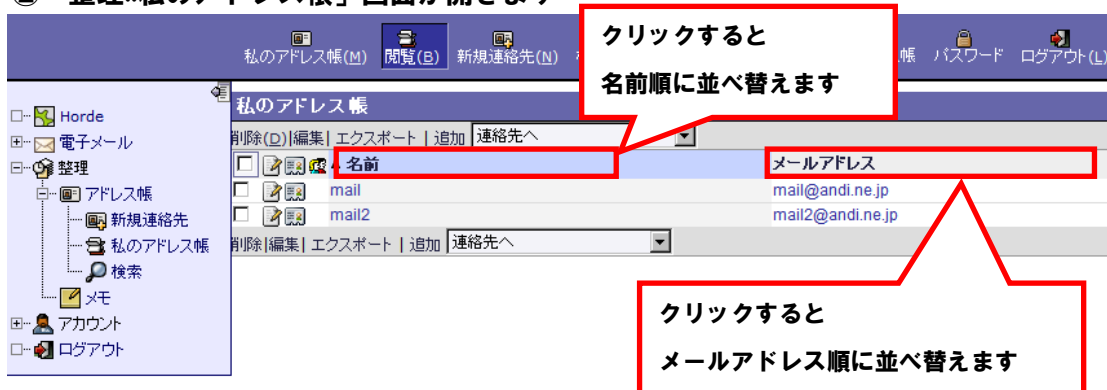 整理»私のアドレス帳」画面が開きます
私のアドレス帳(M) 閲覧(B) 新規連絡先(N) 帳 パスワード ログアウト(L)
クリックすると
名前順に並べ替えます
Horde
電子メール
整理
アドレス帳
新規連絡先
私のアドレス帳
検索
メモ
アカウント
ログアウト
私のアドレス帳
削除(D)|編集| エクスポート | 追加 連絡先へ
名前 メールアドレス
mail mail@andi.ne.jp
mail2 mail2@andi.ne.jp
削除|編集| エクスポート | 追加 連絡先へ
クリックすると
メールアドレス順に並べ替えます